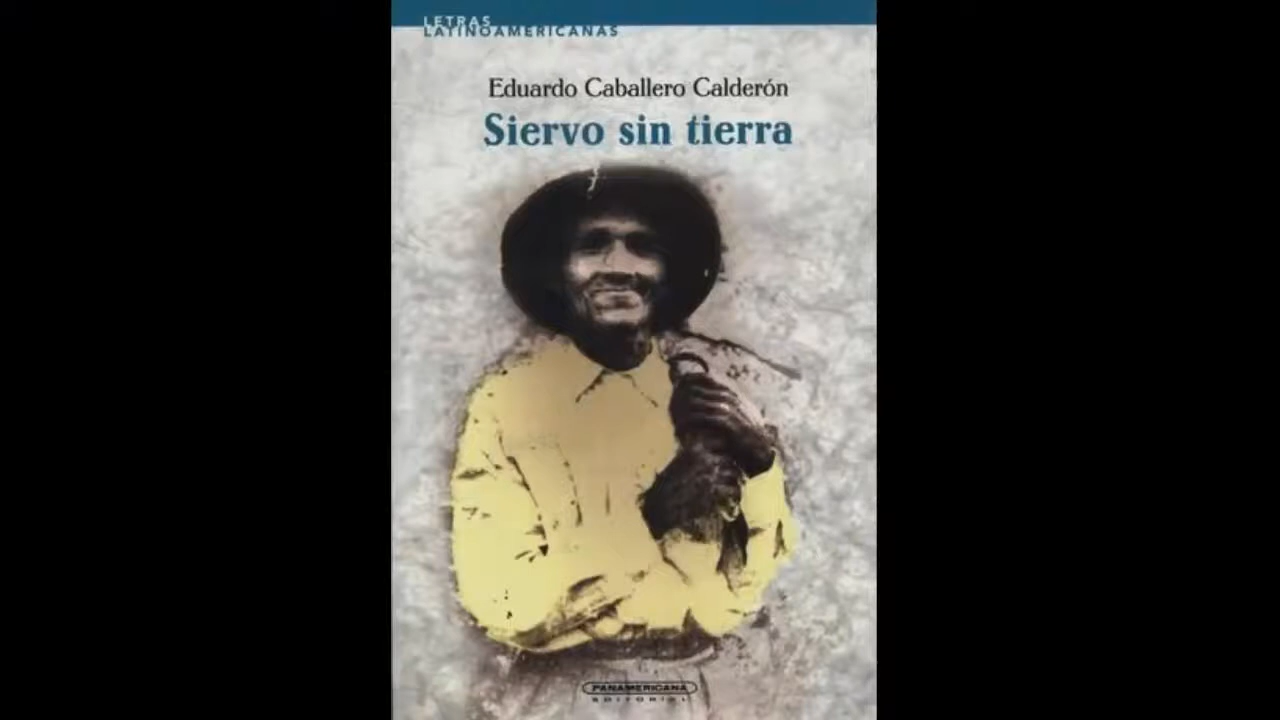 LETRAS
LATINOAMERICANAS
Eduardo Caballero Calderón
Siervo sin tierra
PANAMERICANA
EDITORIAL